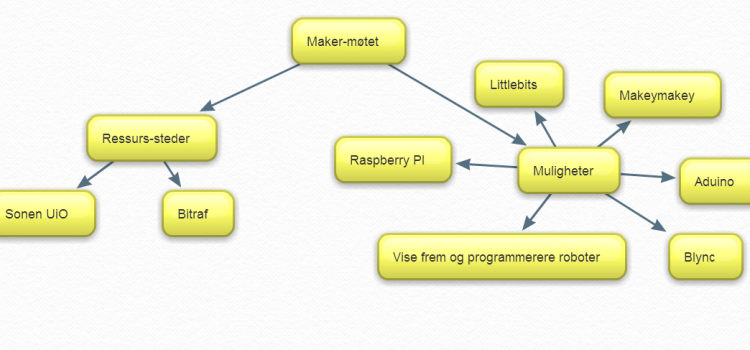 Maker-møtet
Littlebits
Makeymakey
Ressurs-steder
Raspberry PI
Muligheter
Aduino
Sonen UiO
Bitraf
Vise frem og programmerere roboter
Blync